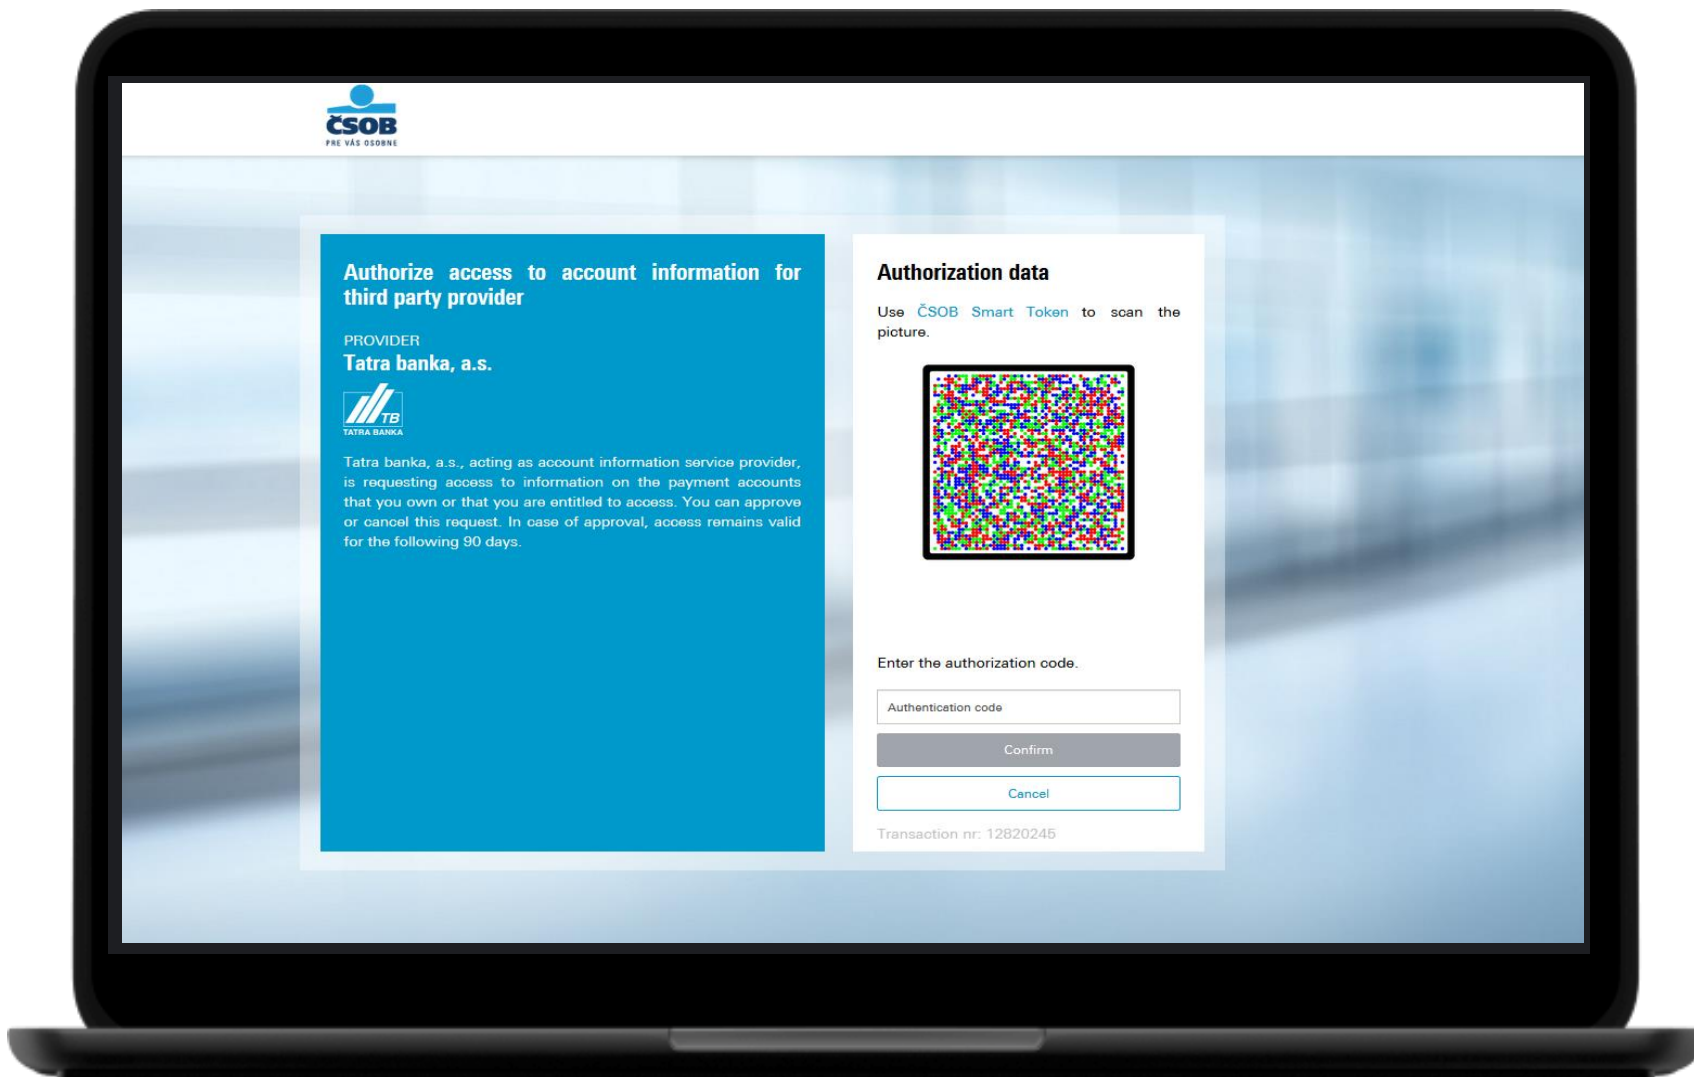 ČSOB
PRE VÁS OSOBNE
Authorize access to account information for
third party provider
PROVIDER
Tatra banka, a.s.
TB
TATRA BANKA
Tatra banka, a.s., acting as account information service provider,
is requesting access to information on the payment accounts
that you own or that you are entitled to access. You can approve
or cancel this request. In case of approval, access remains valid
for the following 90 days.
Authorization data
Use ČSOB Smart Token to scan the
picture.
Enter the authorization code.
Authentication code
Confirm
Cancel
Transaction nr: 12820245